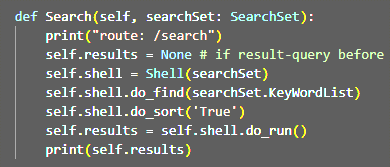 def Search(self, searchSet: SearchSet):
    print("route: /search")
    self.results = None # if result-query before
    self.shell = Shell(searchSet)
    self.shell.do_find(searchSet.KeyWordList)
    self.shell.do_sort('True')
    self.results = self.shell.do_run()
    print(self.results)